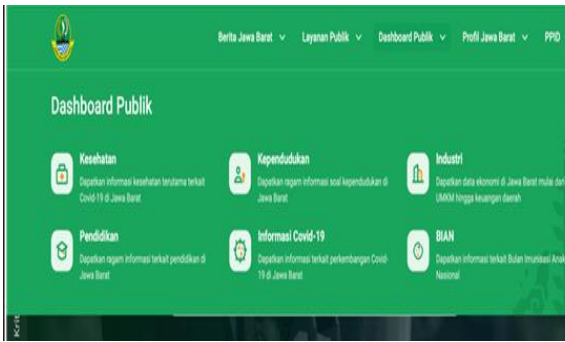 Berita Jawa Barat
Layanan Publik
Dashboard Publik
Profil Jawa Barat
PPID
Dashboard Publik
Kesehatan
Dapatkan informasi kesehatan terutama terkait
Covid-19 di Jawa Barat
Kependudukan
Dapatkan ragam informasi soal kependudukan di
Jawa Barat
Industri
Dapatkan data ekonomi di Jawa Barat mulai dari
UMKM hingga keuangan daerah
Pendidikan
Dapatkan ragam informasi terkait pendidikan di
Jawa Barat
Informasi Covid-19
Dapatkan informasi terkait perkembangan Covid-
19 di Jawa Barat
BIAN
Dapatkan informasi terkait Bulan Imunisasi Anak
Nasional
Krit